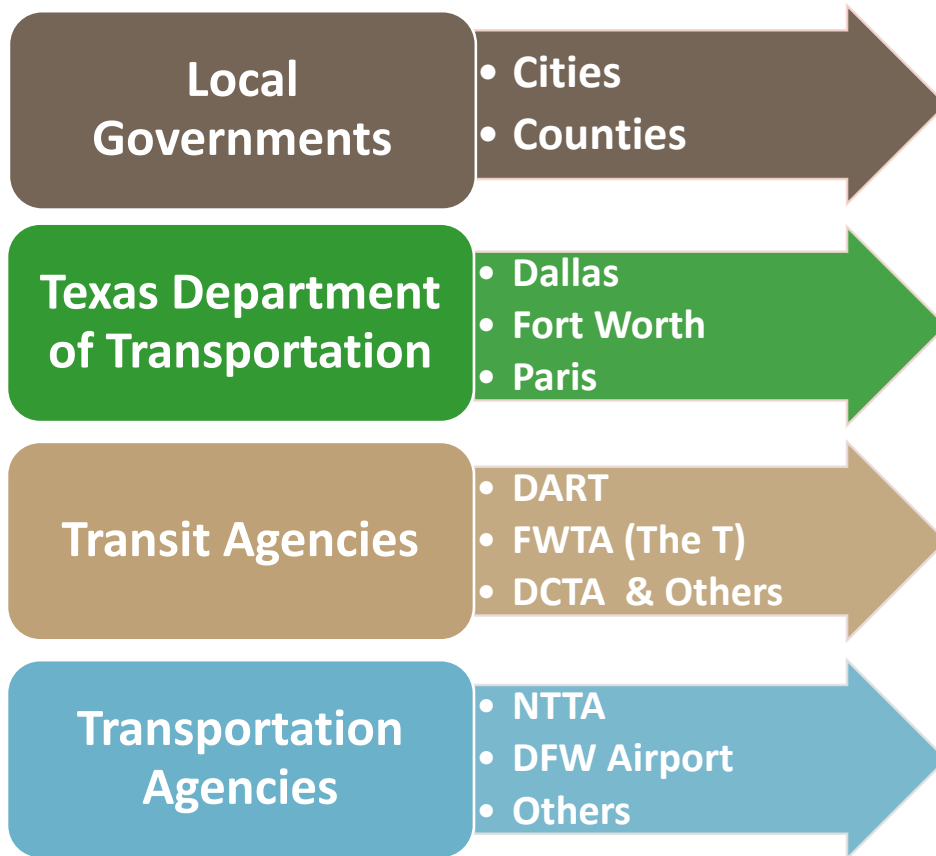 Local
Governments
• Cities
• Counties
Texas Department
of Transportation
• Dallas
• Fort Worth
• Paris
Transit Agencies
• DART
• FWTA (The T)
• DCTA  & Others
Transportation
Agencies
• NTTA
• DFW Airport
• Others